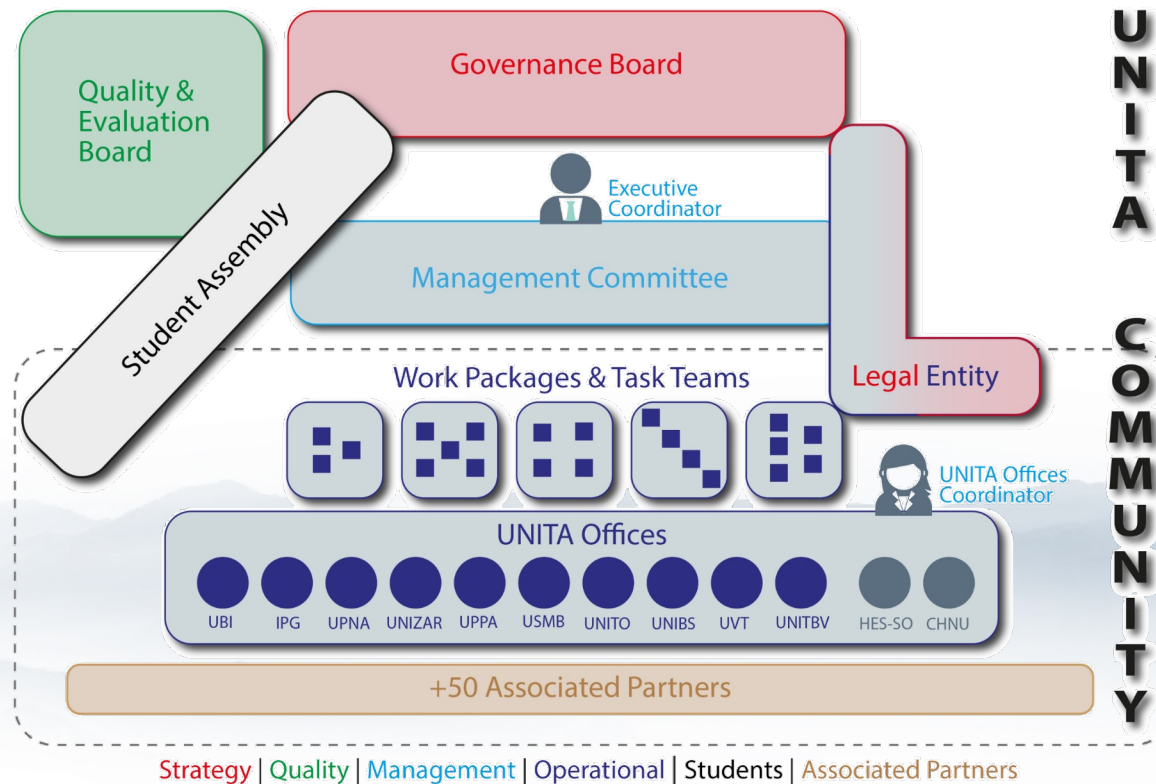 Quality &
Evaluation
Board
Governance Board
Student Assembly
Executive
Coordinator
Management Committee
Legal Entity
Work Packages & Task Teams
UNITA Offices
Coordinator
UNITA Offices
UBI IPG UPNA UNIZAR UPPA USMB UNITO UNIBS UVT UNITBV HES-SO CHNU
+50 Associated Partners
UNITA COMMUNITY
Strategy | Quality | Management | Operational | Students | Associated Partners